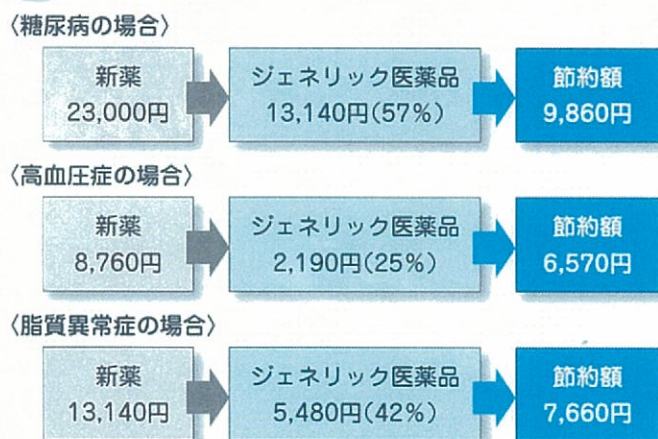 〈糖尿病の場合〉
新薬
23,000円
ジェネリック医薬品
13,140円(57%)
節約額
9,860円
〈高血圧症の場合〉
新薬
8,760円
ジェネリック医薬品
2,190円(25%)
節約額
6,570円
〈脂質異常症の場合〉
新薬
13,140円
ジェネリック医薬品
5,480円(42%)
節約額
7,660円